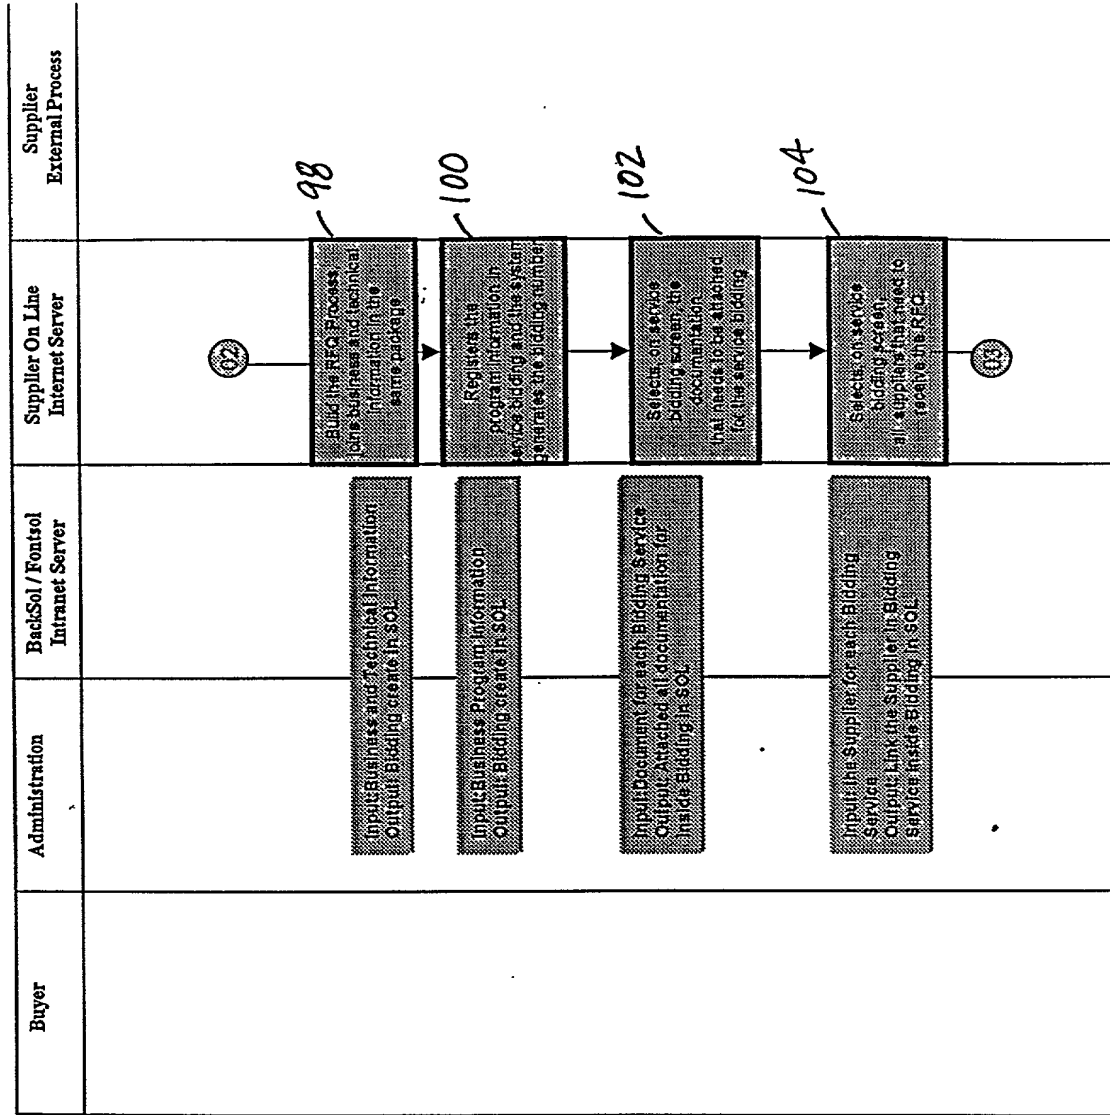 Buyer
Administration
BackSol / Fontsol
Intranet Server
Supplier On Line
Internet Server
Supplier
External Process
02
Build the RFQ Process,
joins business and technical
information in the
same package
98
Input:Business and Technical Information
Output: Bidding create in SOL
Registers the
program information in
service bidding and the system
generates the bidding number
100
Input:Business Program Information
Output: Bidding create in SOL
Selects, on service
bidding screen, the
documentation
that needs to be attached
for the service bidding.
102
Input:Document for each Bidding Service
Output: Attached all documentation for
Inside Bidding in SOL
Selects, on service
bidding screen,
all suppliers that need to
receive the RFQ.
104
Input: the Supplier for each Bidding
Service
Output: Link the Supplier in Bidding
Service Inside Bidding in SOL
03